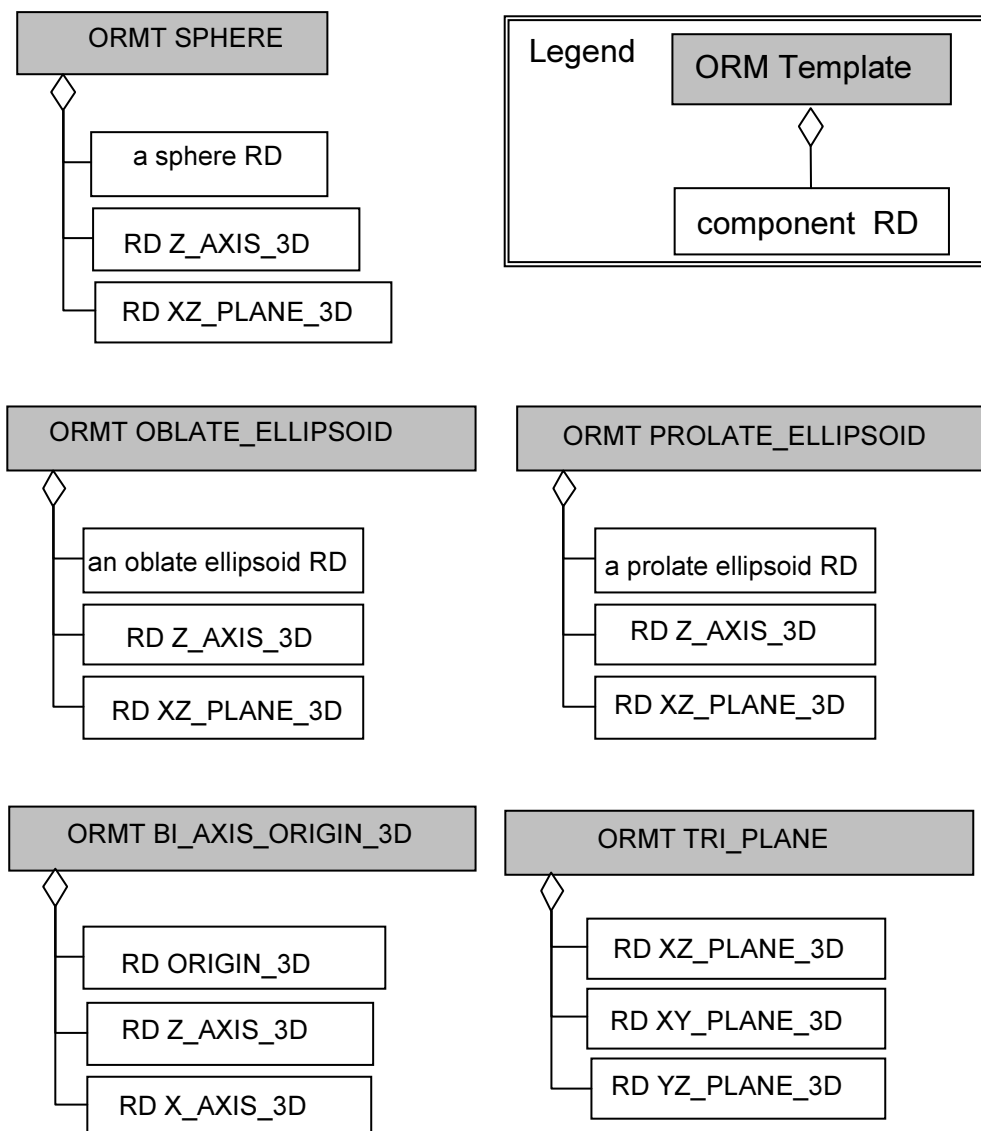 ORMT SPHERE
a sphere RD
RD Z_AXIS_3D
RD XZ_PLANE_3D
Legend
ORM Template
component RD
ORMT OBLATE_ELLIPSOID
an oblate ellipsoid RD
RD Z_AXIS_3D
RD XZ_PLANE_3D
ORMT PROLATE_ELLIPSOID
a prolate ellipsoid RD
RD Z_AXIS_3D
RD XZ_PLANE_3D
ORMT BI_AXIS_ORIGIN_3D
RD ORIGIN_3D
RD Z_AXIS_3D
RD X_AXIS_3D
ORMT TRI_PLANE
RD XZ_PLANE_3D
RD XY_PLANE_3D
RD YZ_PLANE_3D